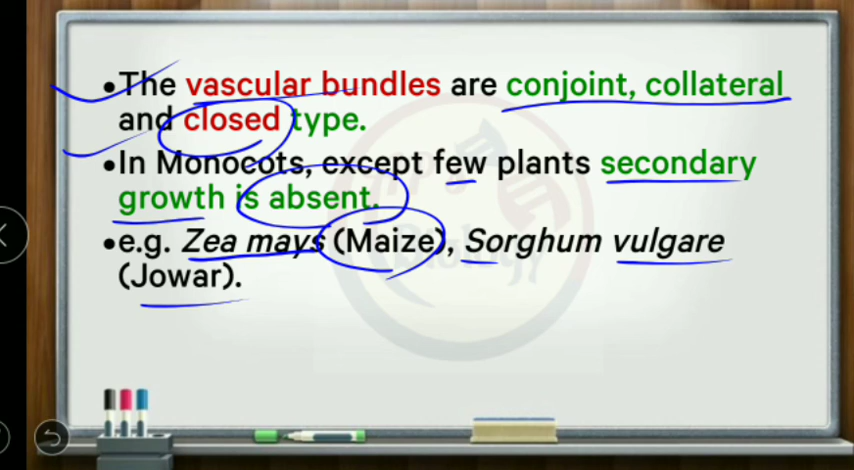 •The vascular bundles are conjoint, collateral
and closed type.
•In Monocots, except few plants secondary
growth is absent.
•e.g. Zea mays (Maize), Sorghum vulgare
(Jowar).